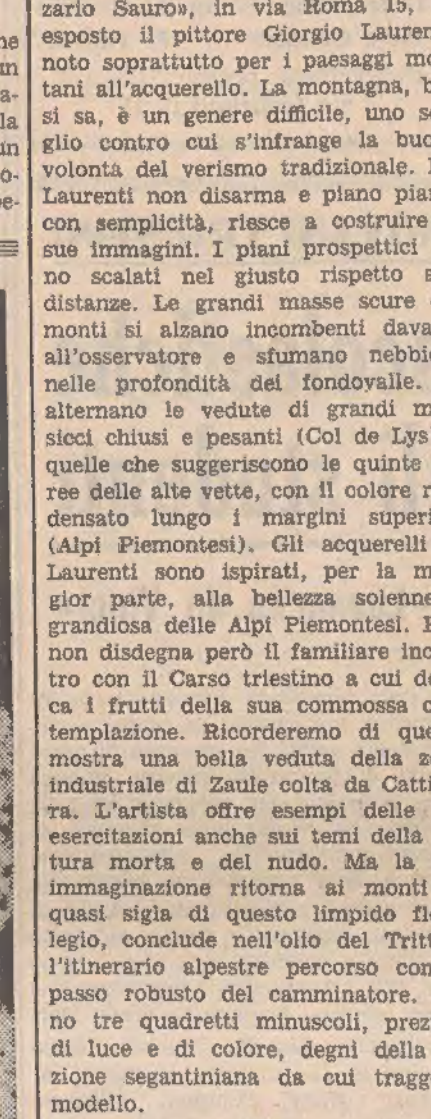 ne
un
a-
la
un
o-
pe-
zario Sauro», in via Roma 15,
esposto il pittore Giorgio Lauren
noto soprattutto per i paesaggi mo
tani all'acquerello. La montagna, b
si sa, è un genere difficile, uno s
glio contro cui s'infrange la buo
volontà del verismo tradizionale.
Laurenti non disarma e piano pian
con semplicità, riesce a costruire
sue immagini. I piani prospettici
no scalati nel giusto rispetto a
distanze. Le grandi masse scure
monti si alzano incombenti dava
all'osservatore e sfumano nebbio
nelle profondità dei fondovalle.
alternano le vedute di grandi m
sicci chiusi e pesanti (Col de Lys
quelle che suggeriscono le quinte
ree delle alte vette, con il colore r
densato lungo i margini superi
(Alpi Piemontesi). Gli acquerelli
Laurenti sono ispirati, per la m
gior parte, alla bellezza solenne
grandiosa delle Alpi Piemontesi. E
non disdegna però il familiare inco
tro con il Carso triestino a cui de
ca i frutti della sua commossa c
templazione. Ricorderemo di que
mostra una bella veduta della z
industriale di Zaule colta da Catti
ra. L'artista offre esempi delle
esercitazioni anche sui temi della
tura morta e del nudo. Ma la
immaginazione ritorna ai monti
quasi sigla di questo limpido fl
legio, conclude nell'olio del Tritt
l'itinerario alpestre percorso con
passo robusto del camminatore.
no tre quadretti minuscoli, prez
di luce e di colore, degni della
zione segantiniana da cui tragg
modello.